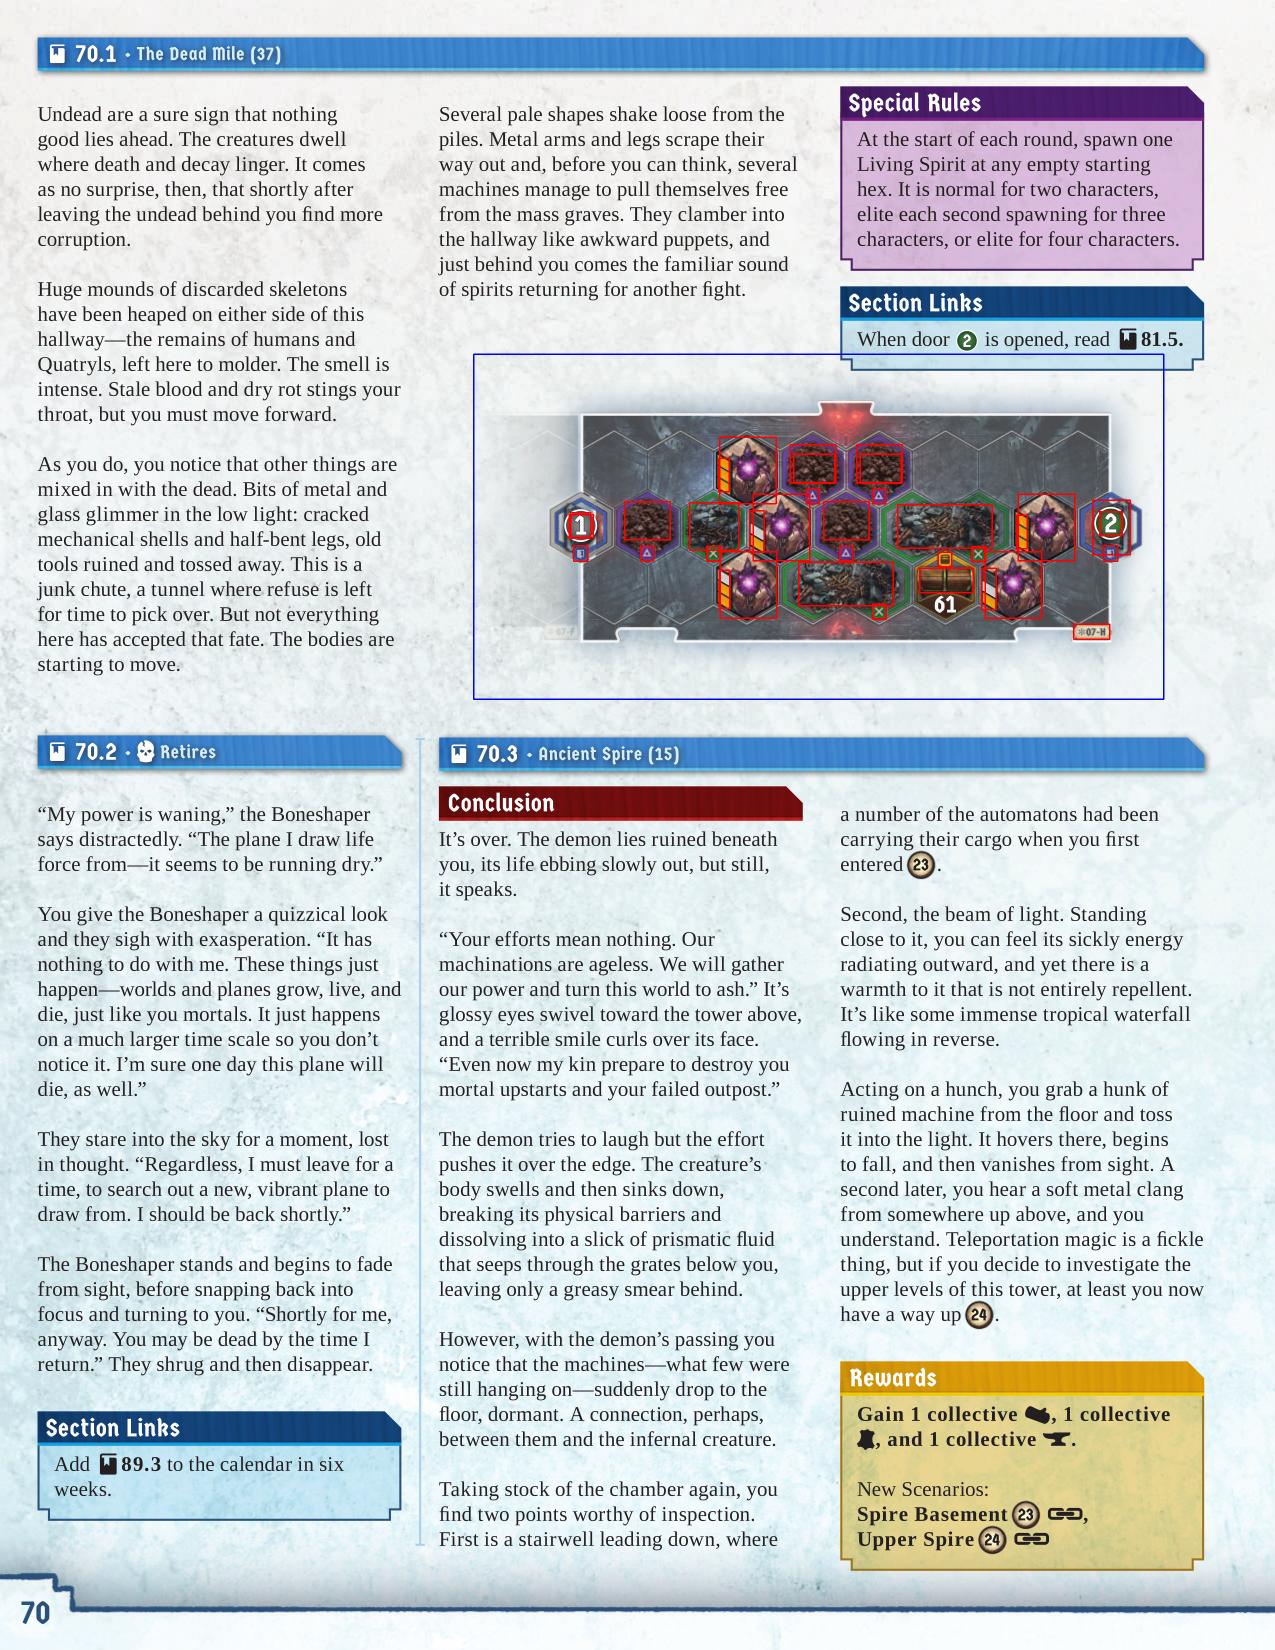 70.1 • The Dead Mile (37)
Undead are a sure sign that nothing
good lies ahead. The creatures dwell
where death and decay linger. It comes
as no surprise, then, that shortly after
leaving the undead behind you find more
corruption.
Huge mounds of discarded skeletons
have been heaped on either side of this
hallway—the remains of humans and
Quatryls, left here to molder. The smell is
intense. Stale blood and dry rot stings your
throat, but you must move forward.
As you do, you notice that other things are
mixed in with the dead. Bits of metal and
glass glimmer in the low light: cracked
mechanical shells and half-bent legs, old
tools ruined and tossed away. This is a
junk chute, a tunnel where refuse is left
for time to pick over. But not everything
here has accepted that fate. The bodies are
starting to move.
Several pale shapes shake loose from the
piles. Metal arms and legs scrape their
way out and, before you can think, several
machines manage to pull themselves free
from the mass graves. They clamber into
the hallway like awkward puppets, and
just behind you comes the familiar sound
of spirits returning for another fight.
Special Rules
At the start of each round, spawn one
Living Spirit at any empty starting
hex. It is normal for two characters,
elite each second spawning for three
characters, or elite for four characters.
Section Links
When door 2 is opened, read 81.5.
1
2
61
07-F
07-H
70.2 • Retires
“My power is waning,” the Boneshaper
says distractedly. “The plane I draw life
force from—it seems to be running dry.”
You give the Boneshaper a quizzical look
and they sigh with exasperation. “It has
nothing to do with me. These things just
happen—worlds and planes grow, live, and
die, just like you mortals. It just happens
on a much larger time scale so you don’t
notice it. I’m sure one day this plane will
die, as well.”
They stare into the sky for a moment, lost
in thought. “Regardless, I must leave for a
time, to search out a new, vibrant plane to
draw from. I should be back shortly.”
The Boneshaper stands and begins to fade
from sight, before snapping back into
focus and turning to you. “Shortly for me,
anyway. You may be dead by the time I
return.” They shrug and then disappear.
Section Links
Add 89.3 to the calendar in six
weeks.
70.3 • Ancient Spire (15)
Conclusion
It’s over. The demon lies ruined beneath
you, its life ebbing slowly out, but still,
it speaks.
“Your efforts mean nothing. Our
machinations are ageless. We will gather
our power and turn this world to ash.” It’s
glossy eyes swivel toward the tower above,
and a terrible smile curls over its face.
“Even now my kin prepare to destroy you
mortal upstarts and your failed outpost.”
The demon tries to laugh but the effort
pushes it over the edge. The creature’s
body swells and then sinks down,
breaking its physical barriers and
dissolving into a slick of prismatic fluid
that seeps through the grates below you,
leaving only a greasy smear behind.
However, with the demon’s passing you
notice that the machines—what few were
still hanging on—suddenly drop to the
floor, dormant. A connection, perhaps,
between them and the infernal creature.
Taking stock of the chamber again, you
find two points worthy of inspection.
First is a stairwell leading down, where
a number of the automatons had been
carrying their cargo when you first
entered 23.
Second, the beam of light. Standing
close to it, you can feel its sickly energy
radiating outward, and yet there is a
warmth to it that is not entirely repellent.
It’s like some immense tropical waterfall
flowing in reverse.
Acting on a hunch, you grab a hunk of
ruined machine from the floor and toss
it into the light. It hovers there, begins
to fall, and then vanishes from sight. A
second later, you hear a soft metal clang
from somewhere up above, and you
understand. Teleportation magic is a fickle
thing, but if you decide to investigate the
upper levels of this tower, at least you now
have a way up 24.
Rewards
Gain 1 collective , 1 collective
, and 1 collective .
New Scenarios:
Spire Basement 23 ,
Upper Spire 24
70